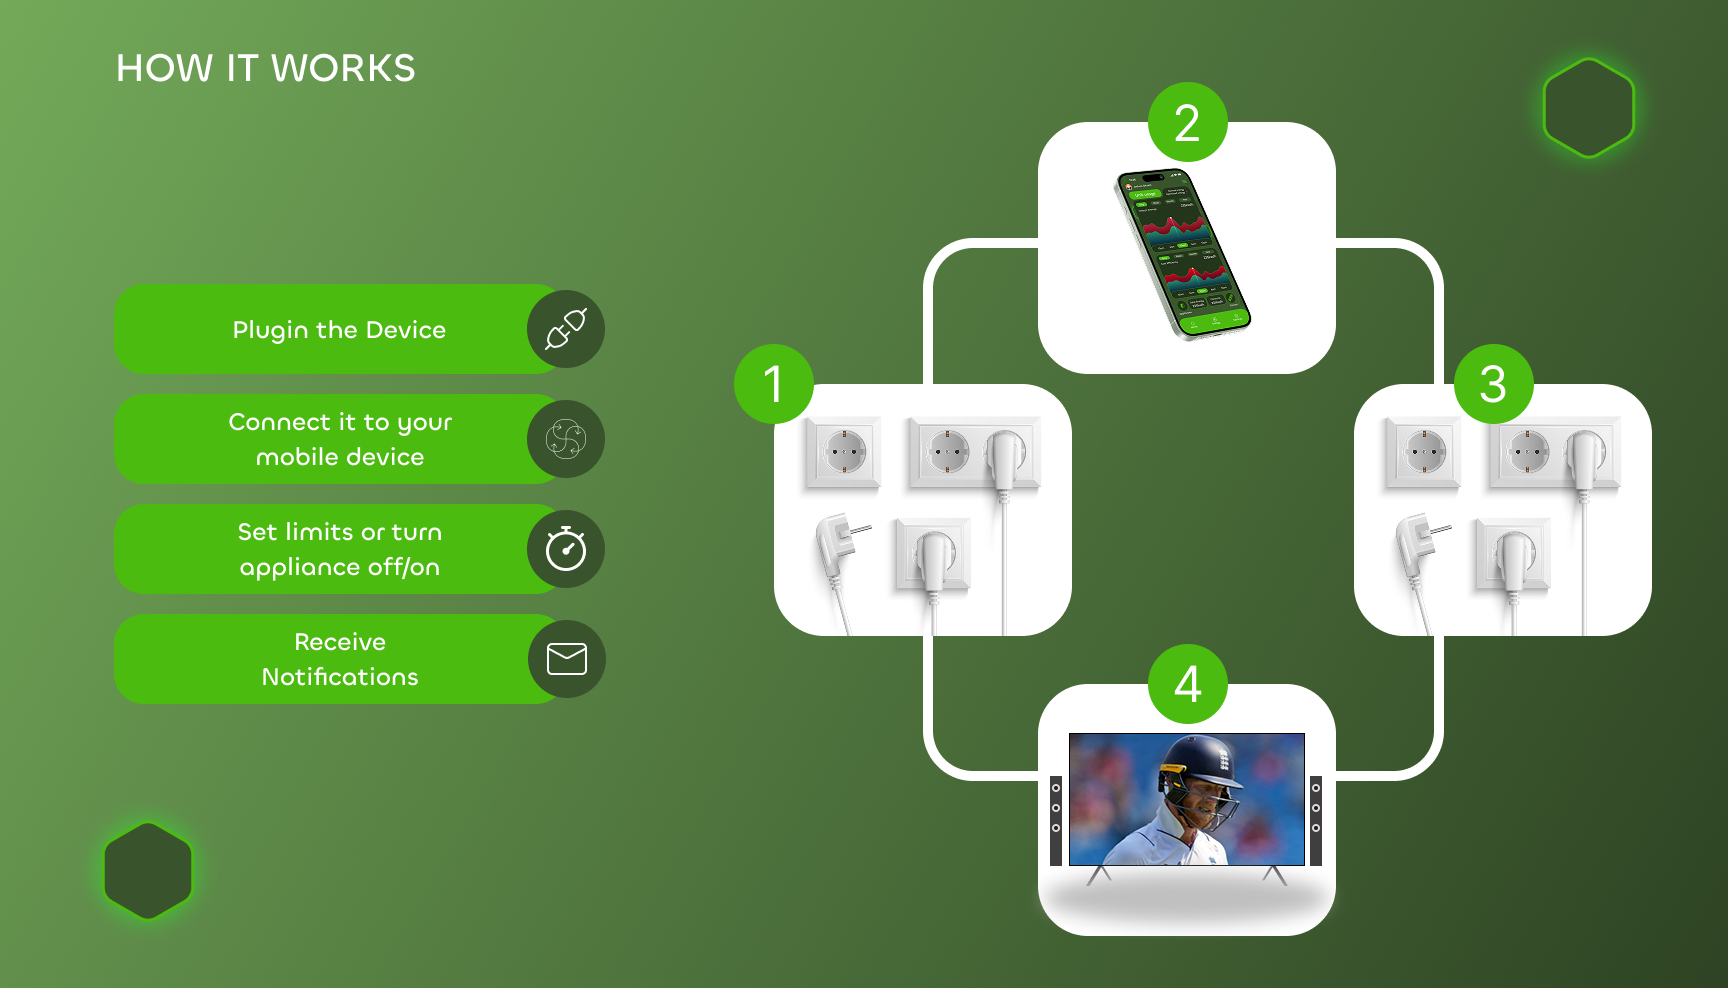 HOW IT WORKS
Plugin the Device
Connect it to your
mobile device
Set limits or turn
appliance off/on
Receive
Notifications
1
2
3
4